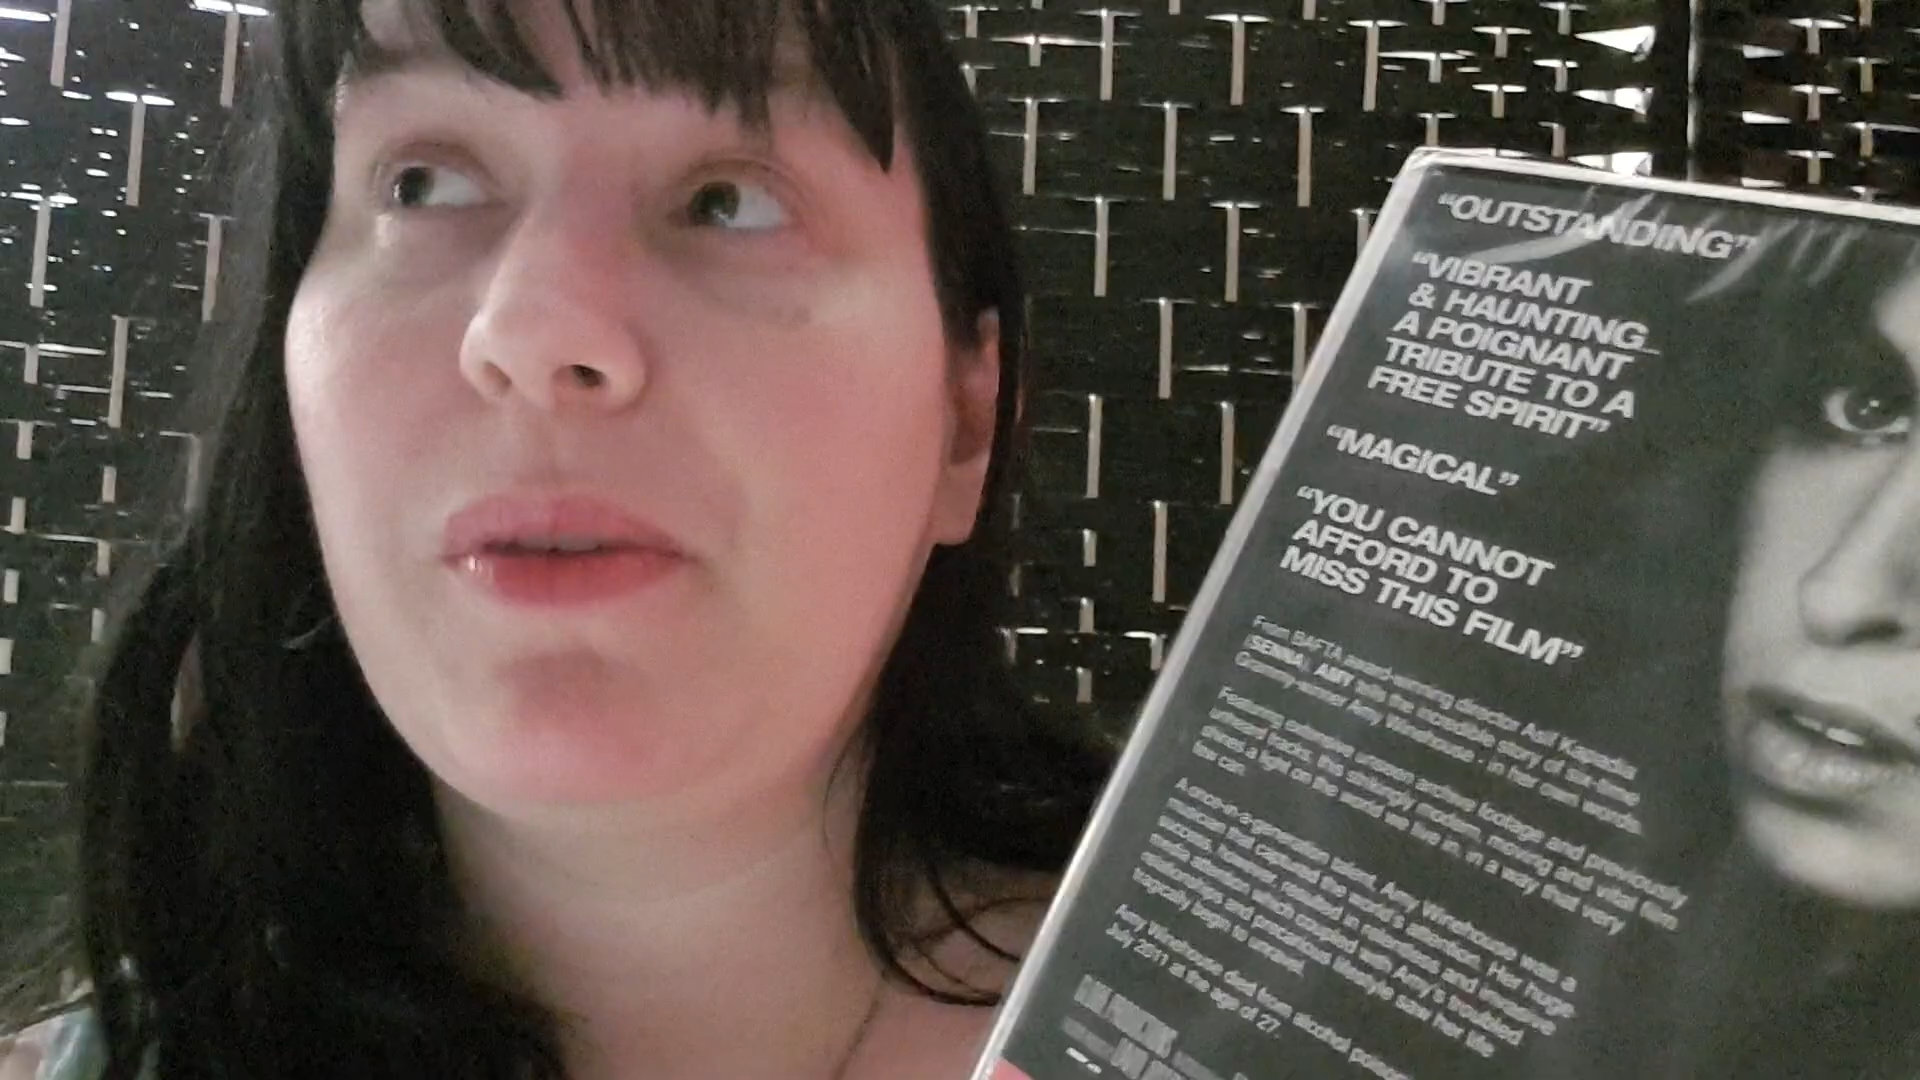 "OUTSTANDING"
"VIBRANT
& HAUNTING...
A POIGNANT
TRIBUTE TO A
FREE SPIRIT"
"MAGICAL"
"YOU CANNOT
AFFORD TO
MISS THIS FILM"
From BAFTA award-winning director Asif Kapadia
(SENNA), AMY tells the incredible story of six-time
Grammy-winner Amy Winehouse - in her own words.
Featuring extensive unseen archive footage and previously
unheard tracks, this strikingly modern, moving and vital film
shines a light on the world we live in, in a way that very
few can.
A once-in-a-generation talent, Amy Winehouse was a
musician that captured the world's attention. Her huge
success, however, resulted in relentless and invasive
media attention which coupled with Amy's troubled
relationships and precarious lifestyle saw her life
tragically begin to unravel.
Amy Winehouse died from alcohol
July 2011 at the age of 27.